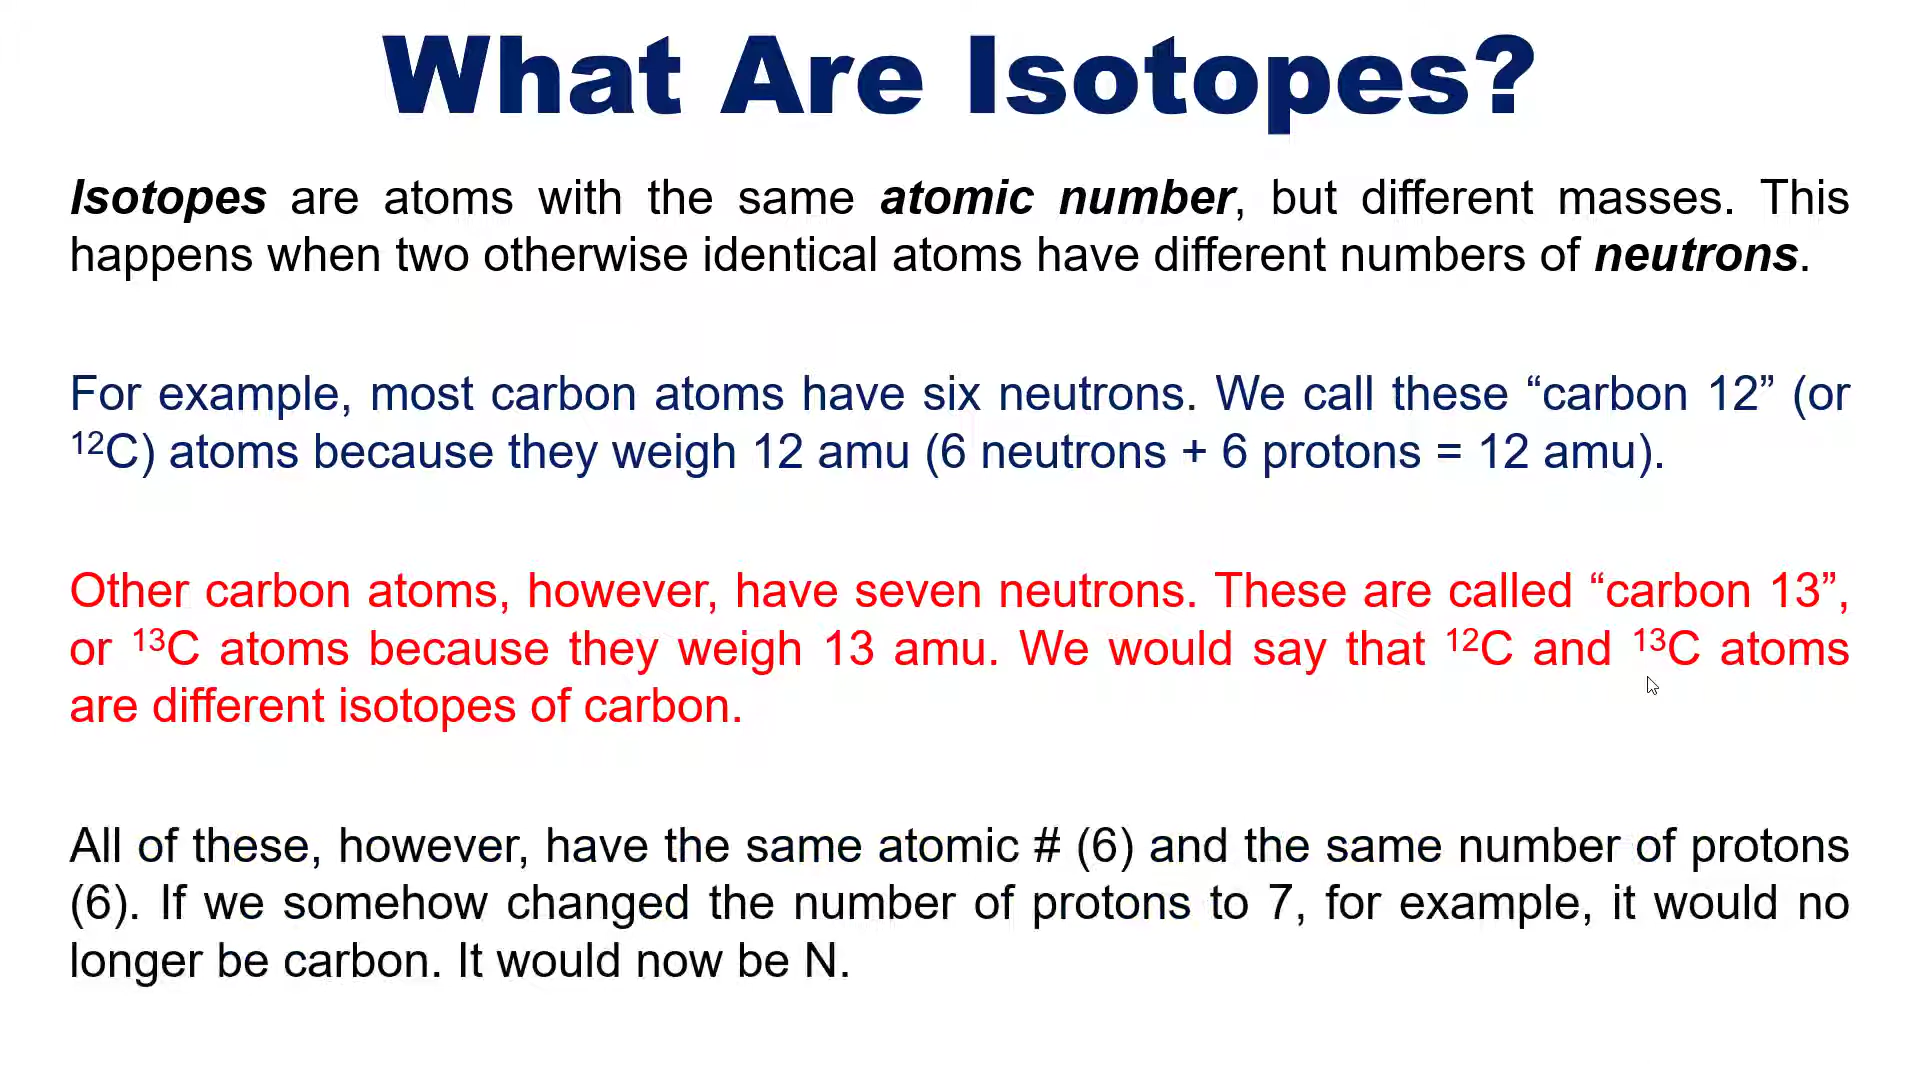 What Are Isotopes?
Isotopes are atoms with the same atomic number, but different masses. This
happens when two otherwise identical atoms have different numbers of neutrons.
For example, most carbon atoms have six neutrons. We call these “carbon 12” (or
¹²C) atoms because they weigh 12 amu (6 neutrons + 6 protons = 12 amu).
Other carbon atoms, however, have seven neutrons. These are called “carbon 13”,
or ¹³C atoms because they weigh 13 amu. We would say that ¹²C and ¹³C atoms
are different isotopes of carbon.
All of these, however, have the same atomic # (6) and the same number of protons
(6). If we somehow changed the number of protons to 7, for example, it would no
longer be carbon. It would now be N.